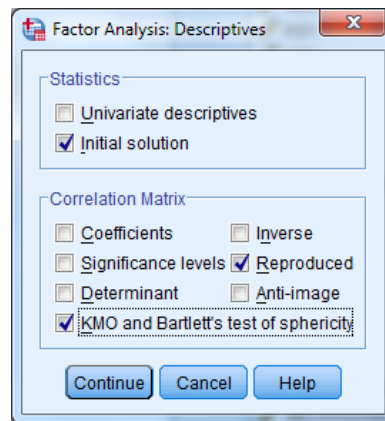 Factor Analysis: Descriptives
Statistics
Univariate descriptives
Initial solution
Correlation Matrix
Coefficients Inverse
Significance levels Reproduced
Determinant Anti-image
KMO and Bartlett's test of sphericity
Continue Cancel Help